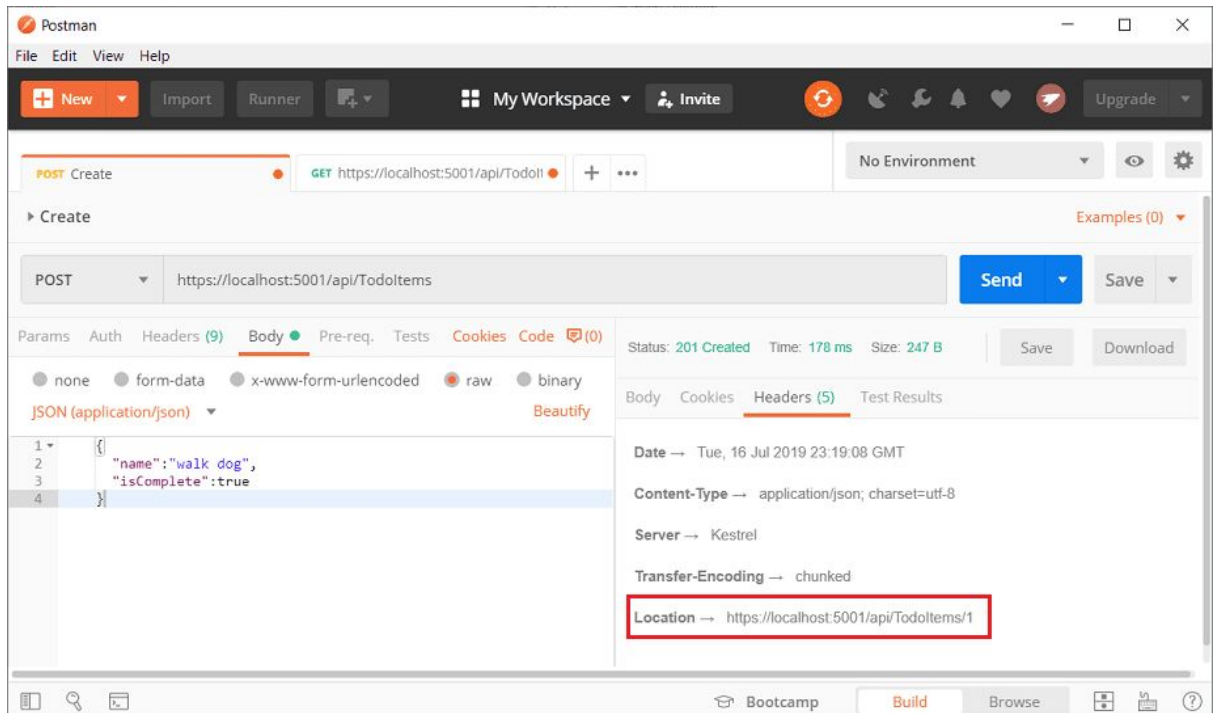 Postman
File Edit View Help
New Import Runner My Workspace Invite Upgrade
POST Create GET https://localhost:5001/api/TodoIt No Environment
Create Examples (0)
POST https://localhost:5001/api/TodoItems Send Save
Params Auth Headers (9) Body Pre-req. Tests Cookies Code (0)
Status: 201 Created Time: 178 ms Size: 247 B Save Download
none form-data x-www-form-urlencoded raw binary
JSON (application/json) Beautify
1 {
2 "name":"walk dog",
3 "isComplete":true
4 }
Body Cookies Headers (5) Test Results
Date → Tue, 16 Jul 2019 23:19:08 GMT
Content-Type → application/json; charset=utf-8
Server → Kestrel
Transfer-Encoding → chunked
Location → https://localhost:5001/api/TodoItems/1
Bootcamp Build Browse